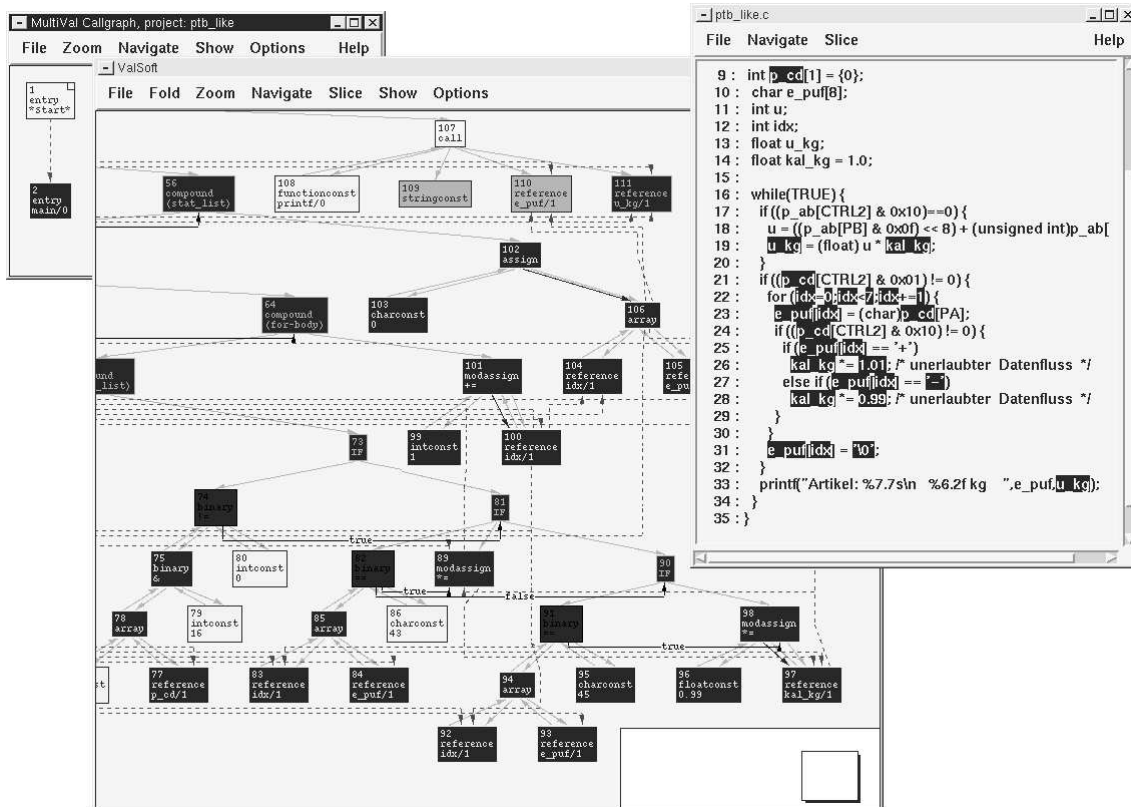 MultiVal Callgraph, project: ptb_like
File Zoom Navigate Show Options Help
1
entry
*start*
2
entry
main/0
ValSoft
File Fold Zoom Navigate Slice Show Options
107
call
56
compound
(stat_list)
108
functionconst
printf/0
109
stringconst
110
reference
e_puf/1
111
reference
u_kg/1
102
assign
64
compound
(for-body)
103
charconst
0
106
array
und
_list)
101
modassign
+=
104
reference
idx/1
105
refe
e_pu
73
IF
99
intconst
1
100
reference
idx/1
74
binary
!=
81
IF
true
75
binary
&
80
intconst
0
82
binary
==
89
modassign
*=
90
IF
true
false
78
array
79
intconst
16
85
array
86
charconst
43
91
binary
==
98
modassign
*=
true
st
77
reference
p_cd/1
83
reference
idx/1
84
reference
e_puf/1
94
array
95
charconst
45
96
floatconst
0.99
97
reference
kal_kg/1
92
reference
idx/1
93
reference
e_puf/1
ptb_like.c
File Navigate Slice Help
9 : int p_cd[1] = {0};
10 : char e_puf[8];
11 : int u;
12 : int idx;
13 : float u_kg;
14 : float kal_kg = 1.0;
15 :
16 : while(TRUE) {
17 : if ((p_ab[CTRL2] & 0x10)==0) {
18 : u = ((p_ab[PB] & 0x0f) << 8) + (unsigned int)p_ab[
19 : u_kg = (float) u * kal_kg;
20 : }
21 : if ((p_cd[CTRL2] & 0x01) != 0) {
22 : for (idx=0;idx<7;idx+=1) {
23 : e_puf[idx] = (char)p_cd[PA];
24 : if ((p_cd[CTRL2] & 0x10) != 0) {
25 : if (e_puf[idx] == '+')
26 : kal_kg *= 1.01; /* unerlaubter Datenfluss */
27 : else if (e_puf[idx] == '-')
28 : kal_kg *= 0.99; /* unerlaubter Datenfluss */
29 : }
30 : }
31 : e_puf[idx] = '\0';
32 : }
33 : printf("Artikel: %7.7s\n %6.2f kg ",e_puf,u_kg);
34 : }
35 : }